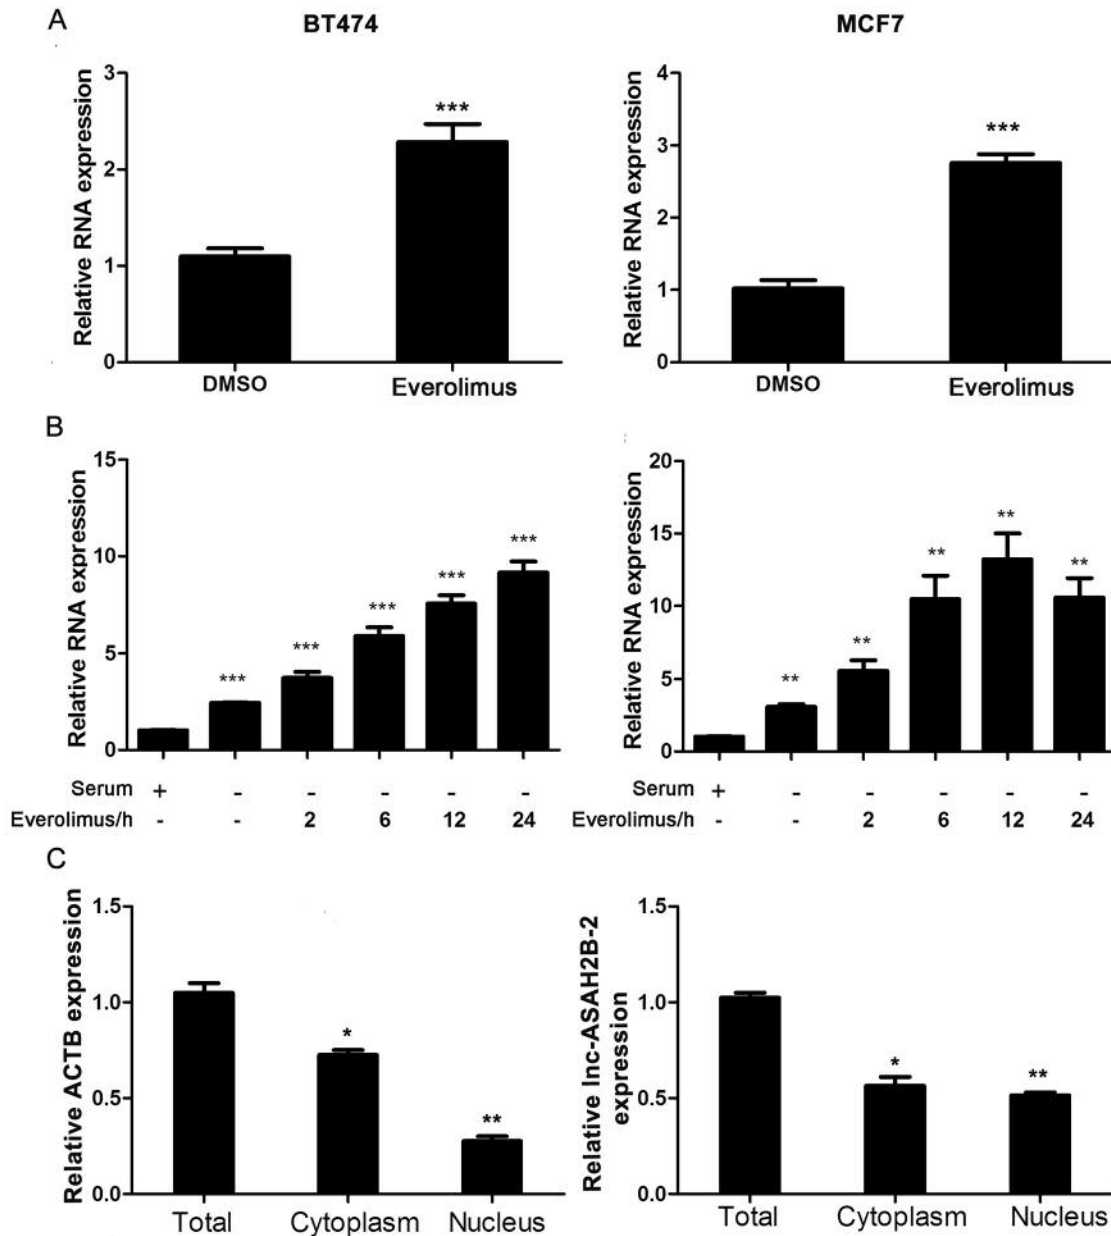 A
BT474
MCF7
Relative RNA expression
3
2
1
0
***
DMSO
Everolimus
Relative RNA expression
4
3
2
1
0
***
DMSO
Everolimus
B
Relative RNA expression
15
10
5
0
*** *** *** *** ***
Serum + - - - - -
Everolimus/h - - 2 6 12 24
Relative RNA expression
20
15
10
5
0
** ** ** ** **
Serum + - - - - -
Everolimus/h - - 2 6 12 24
C
Relative ACTB expression
1.5
1.0
0.5
0.0
*
**
Total Cytoplasm Nucleus
Relative lnc-ASAH2B-2
expression
1.5
1.0
0.5
0.0
*
**
Total Cytoplasm Nucleus